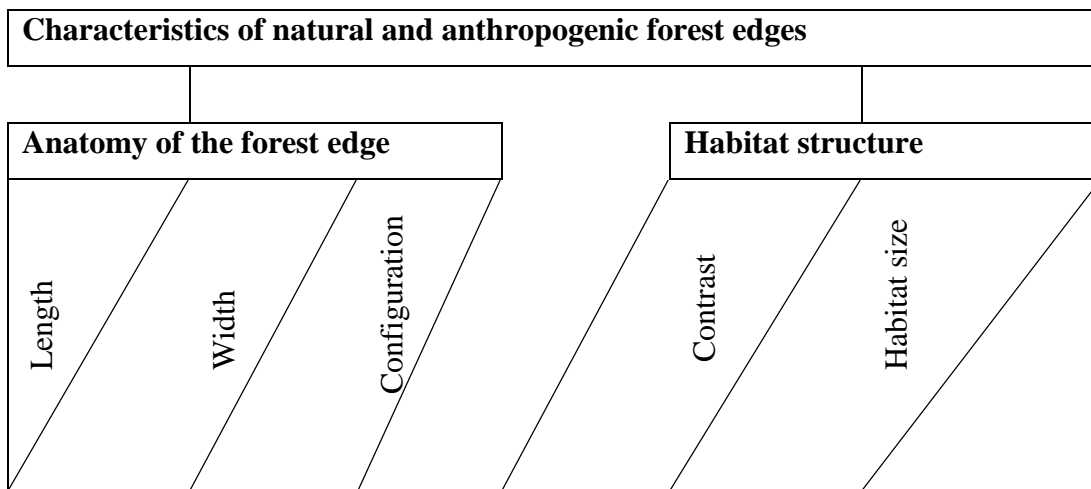 Characteristics of natural and anthropogenic forest edges
Anatomy of the forest edge
Habitat structure
Length
Width
Configuration
Contrast
Habitat size